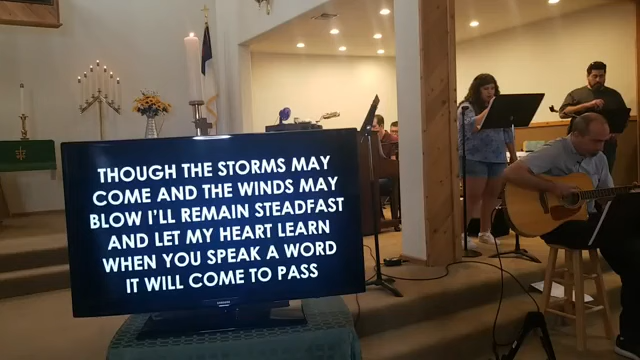 THOUGH THE STORMS MAY
COME AND THE WINDS MAY
BLOW I'LL REMAIN STEADFAST
AND LET MY HEART LEARN
WHEN YOU SPEAK A WORD
IT WILL COME TO PASS
SAMSUNG